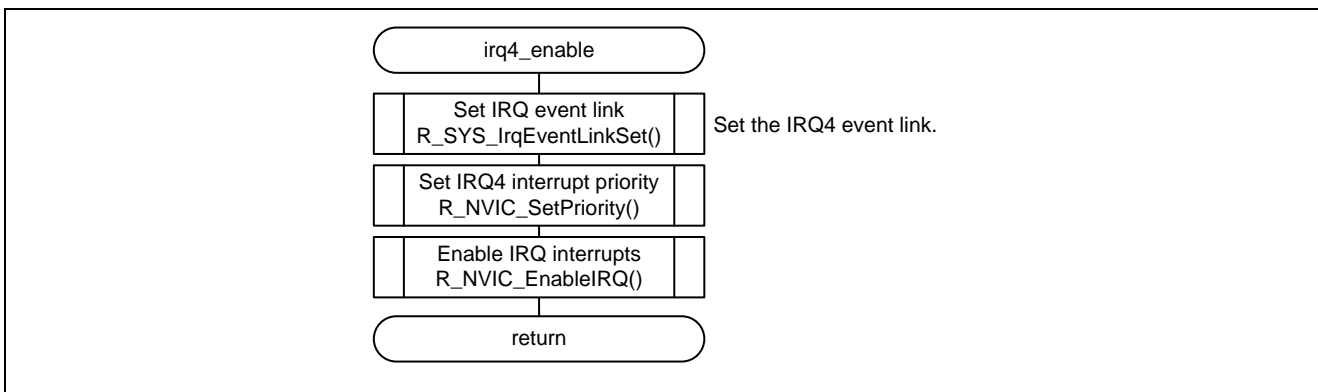 irq4_enable
Set IRQ event link
R_SYS_IrqEventLinkSet()
Set the IRQ4 event link.
Set IRQ4 interrupt priority
R_NVIC_SetPriority()
Enable IRQ interrupts
R_NVIC_EnableIRQ()
return